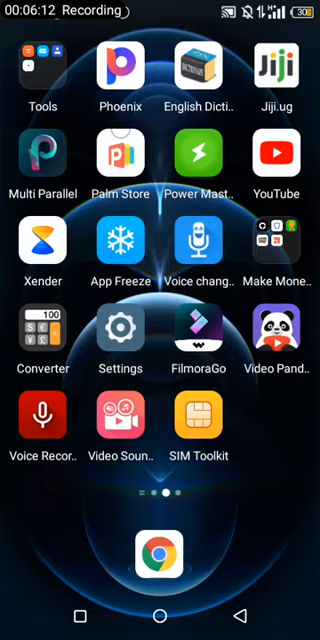 00:06:12 Recording
30
Tools
Phoenix
English Dicti..
Jiji.ug
Multi Parallel
Palm Store
Power Mast..
YouTube
Xender
App Freeze
Voice chang..
Make Mone..
100
Converter
Settings
FilmoraGo
Video Pand..
Voice Recor..
Video Soun..
SIM Toolkit